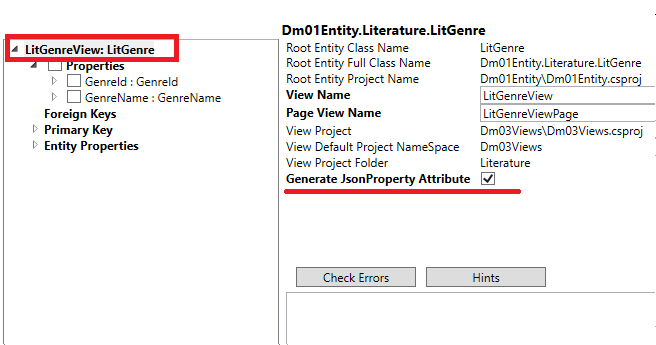 LitGenreView: LitGenre
Properties
GenreId : GenreId
GenreName : GenreName
Foreign Keys
Primary Key
Entity Properties
Dm01Entity.Literature.LitGenre
Root Entity Class Name LitGenre
Root Entity Full Class Name Dm01Entity.Literature.LitGenre
Root Entity Project Name Dm01Entity\Dm01Entity.csproj
View Name LitGenreView
Page View Name LitGenreViewPage
View Project Dm03Views\Dm03Views.csproj
View Default Project NameSpace Dm03Views
View Project Folder Literature
Generate JsonProperty Attribute
Check Errors Hints